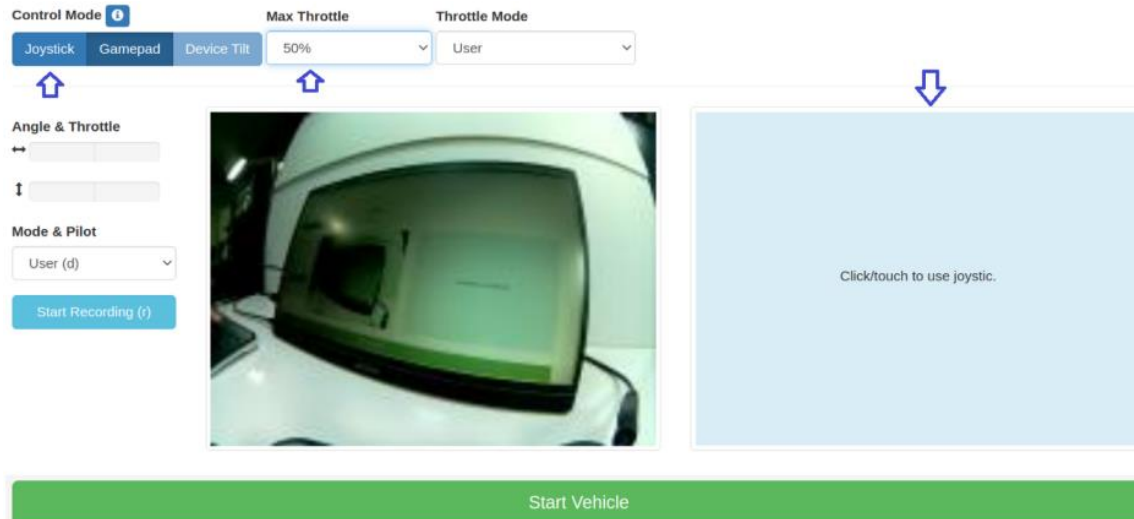 Control Mode
Max Throttle
Throttle Mode
Joystick
Gamepad
Device Tilt
50%
User
Angle & Throttle
Mode & Pilot
User (d)
Start Recording (r)
Click/touch to use joystic.
Start Vehicle